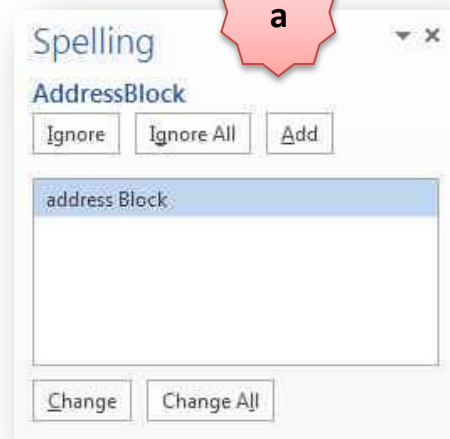 a
Spelling
AddressBlock
Ignore Ignore All Add
address Block
Change Change All